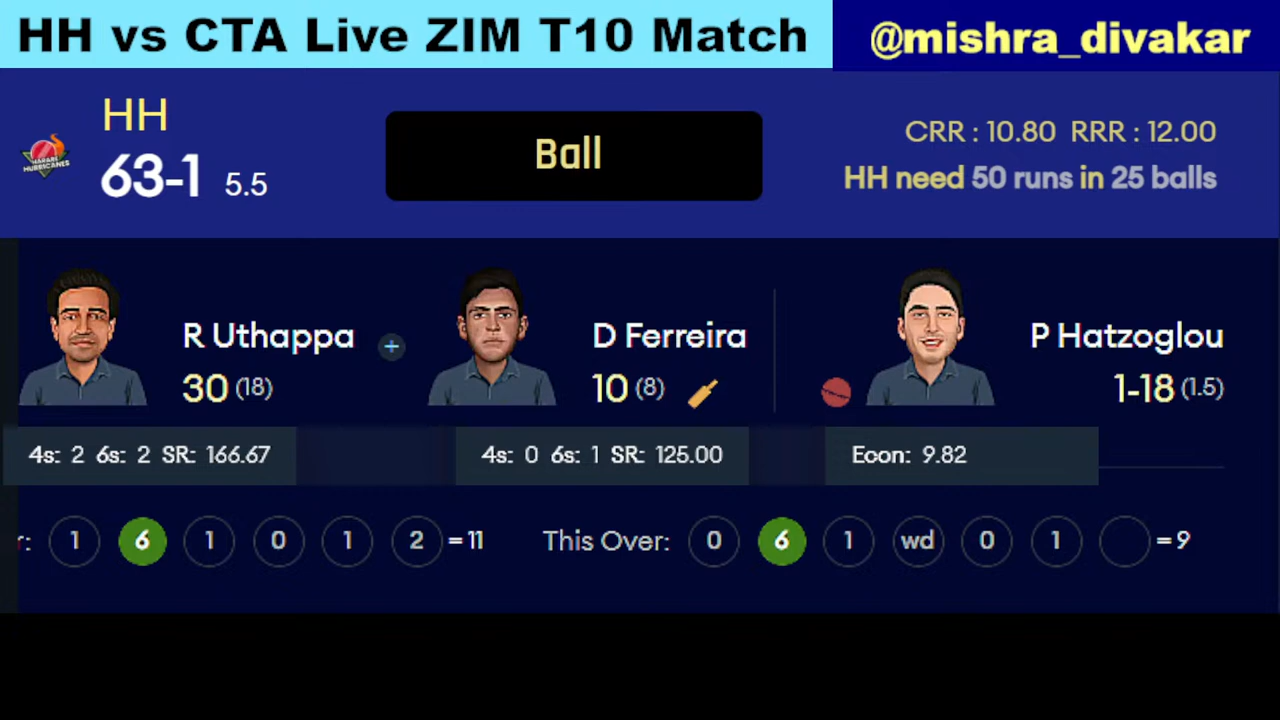 HH vs CTA Live ZIM T10 Match
@mishra_divakar
HH
63-1 5.5
HARARE HURRICANES
Ball
CRR : 10.80 RRR : 12.00
HH need 50 runs in 25 balls
R Uthappa
30 (18)
D Ferreira
10 (8)
P Hatzoglou
1-18 (1.5)
4s: 2 6s: 2 SR: 166.67
4s: 0 6s: 1 SR: 125.00
Econ: 9.82
r: 1 6 1 0 1 2 = 11
This Over: 0 6 1 wd 0 1 = 9